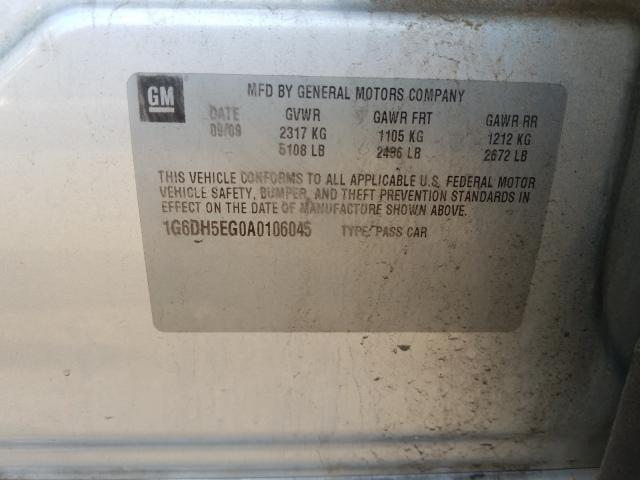 GM
MFD BY GENERAL MOTORS COMPANY
DATE GVWR GAWR FRT GAWR RR
09/09 2317 KG 1105 KG 1212 KG
5108 LB 2436 LB 2672 LB
THIS VEHICLE CONFORMS TO ALL APPLICABLE U.S. FEDERAL MOTOR
VEHICLE SAFETY, BUMPER, AND THEFT PREVENTION STANDARDS IN
EFFECT ON THE DATE OF MANUFACTURE SHOWN ABOVE.
1G6DH5EG0A0106045 TYPE: PASS CAR